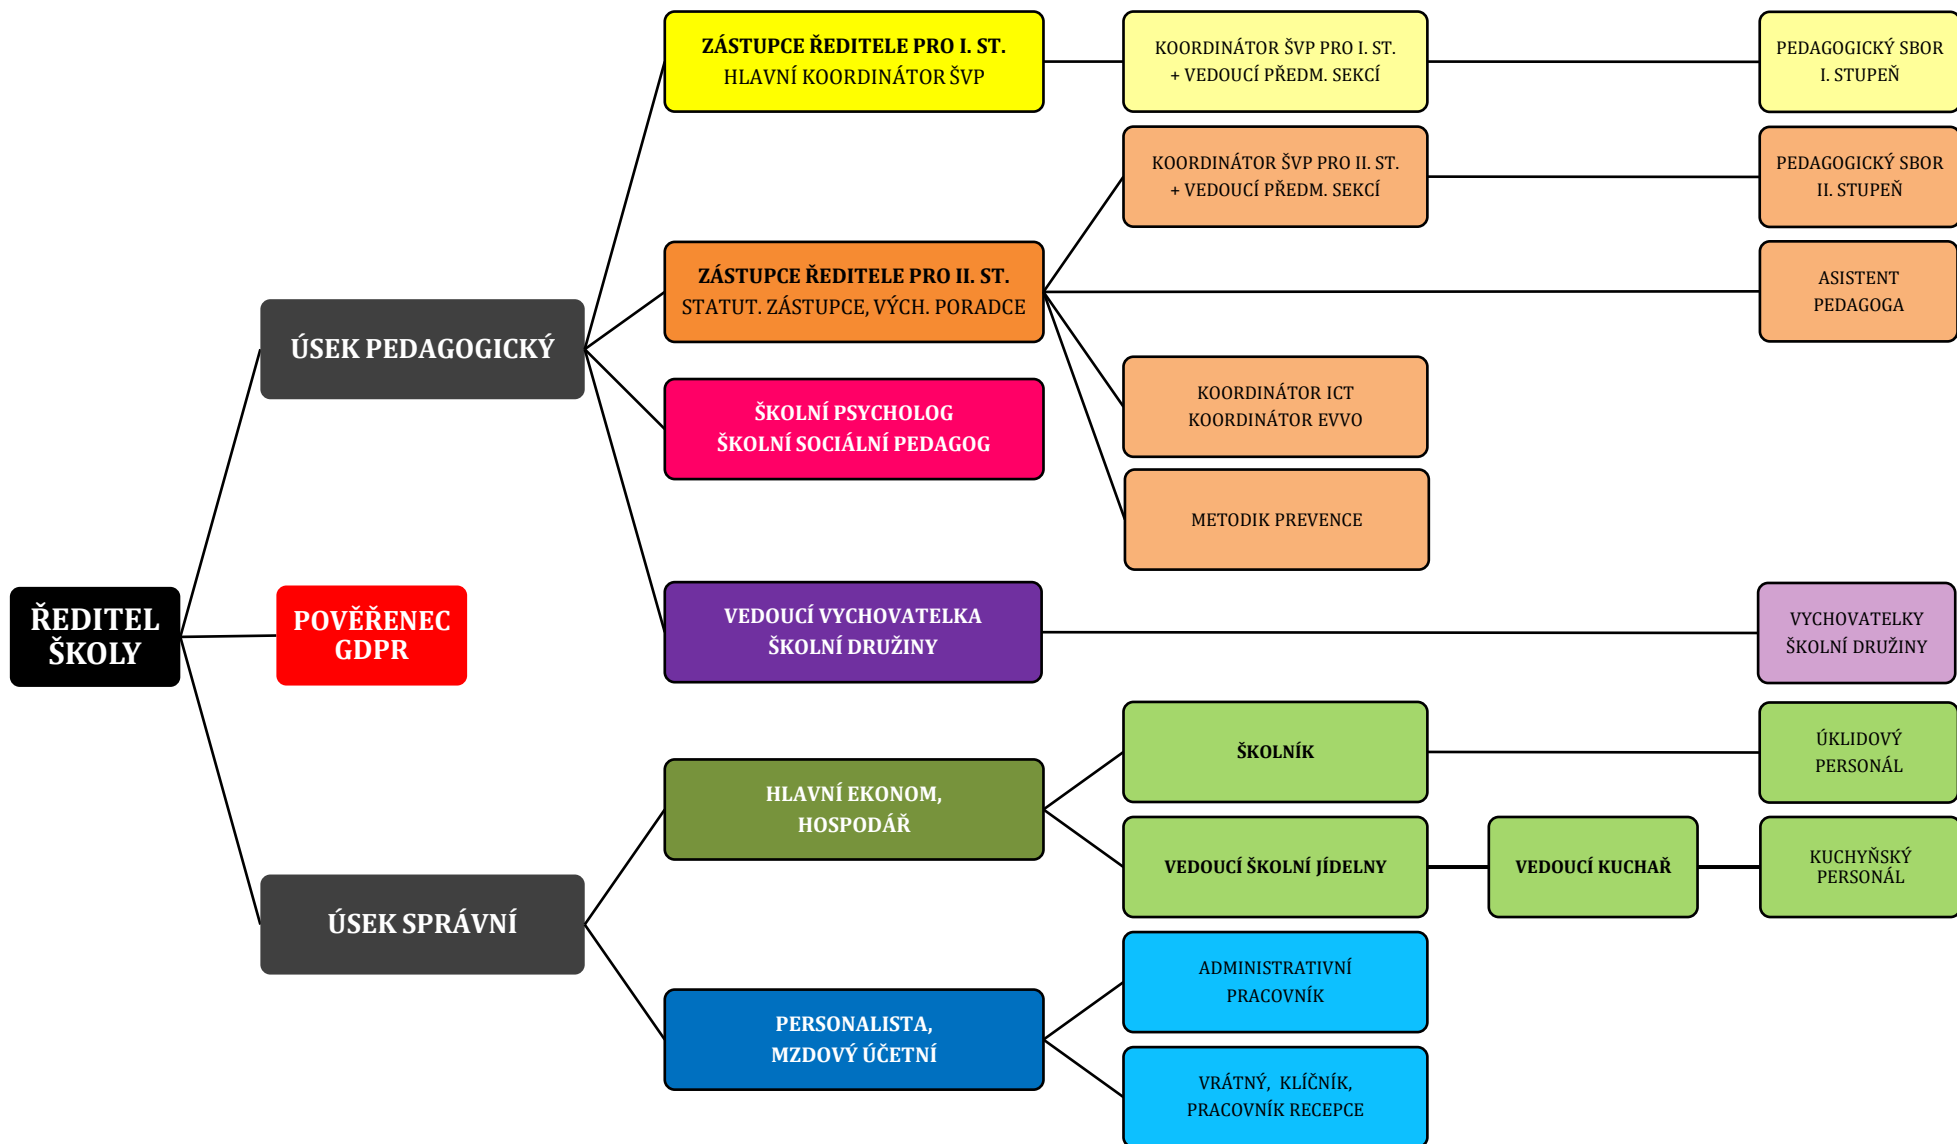 ZÁSTUPCE ŘEDITELE PRO I. ST.
HLAVNÍ KOORDINÁTOR ŠVP
KOORDINÁTOR ŠVP PRO I. ST.
+ VEDOUCÍ PŘEDM. SEKCÍ
PEDAGOGICKÝ SBOR
I. STUPEŇ
KOORDINÁTOR ŠVP PRO II. ST.
+ VEDOUCÍ PŘEDM. SEKCÍ
PEDAGOGICKÝ SBOR
II. STUPEŇ
ZÁSTUPCE ŘEDITELE PRO II. ST.
STATUT. ZÁSTUPCE, VÝCH. PORADCE
ASISTENT
PEDAGOGA
ÚSEK PEDAGOGICKÝ
KOORDINÁTOR ICT
KOORDINÁTOR EVVO
ŠKOLNÍ PSYCHOLOG
ŠKOLNÍ SOCIÁLNÍ PEDAGOG
METODIK PREVENCE
ŘEDITEL
ŠKOLY
POVĚŘENEC
GDPR
VEDOUCÍ VYCHOVATELKA
ŠKOLNÍ DRUŽINY
VYCHOVATELKY
ŠKOLNÍ DRUŽINY
ŠKOLNÍK
ÚKLIDOVÝ
PERSONÁL
HLAVNÍ EKONOM,
HOSPODÁŘ
VEDOUCÍ ŠKOLNÍ JÍDELNY
VEDOUCÍ KUCHAŘ
KUCHYŇSKÝ
PERSONÁL
ÚSEK SPRÁVNÍ
ADMINISTRATIVNÍ
PRACOVNÍK
PERSONALISTA,
MZDOVÝ ÚČETNÍ
VRÁTNÝ, KLÍČNÍK,
PRACOVNÍK RECEPCE